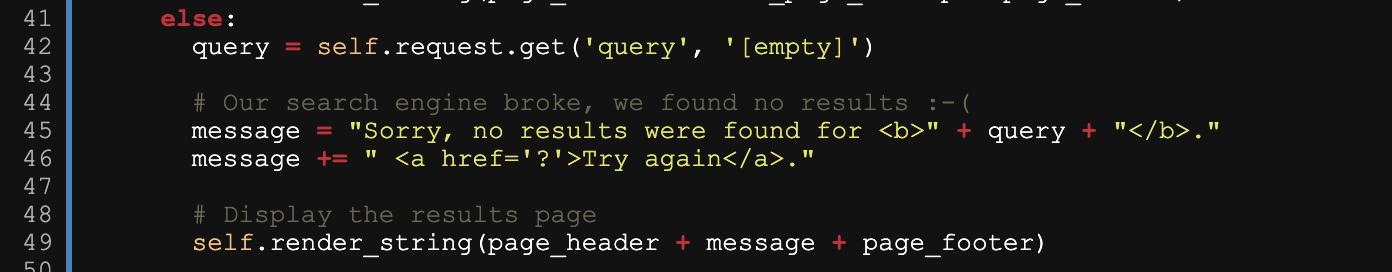 41 else:
42 query = self.request.get('query', '[empty]')
43
44 # Our search engine broke, we found no results :-(
45 message = "Sorry, no results were found for <b>" + query + "</b>."
46 message += " <a href='?'>Try again</a>."
47
48 # Display the results page
49 self.render_string(page_header + message + page_footer)
50